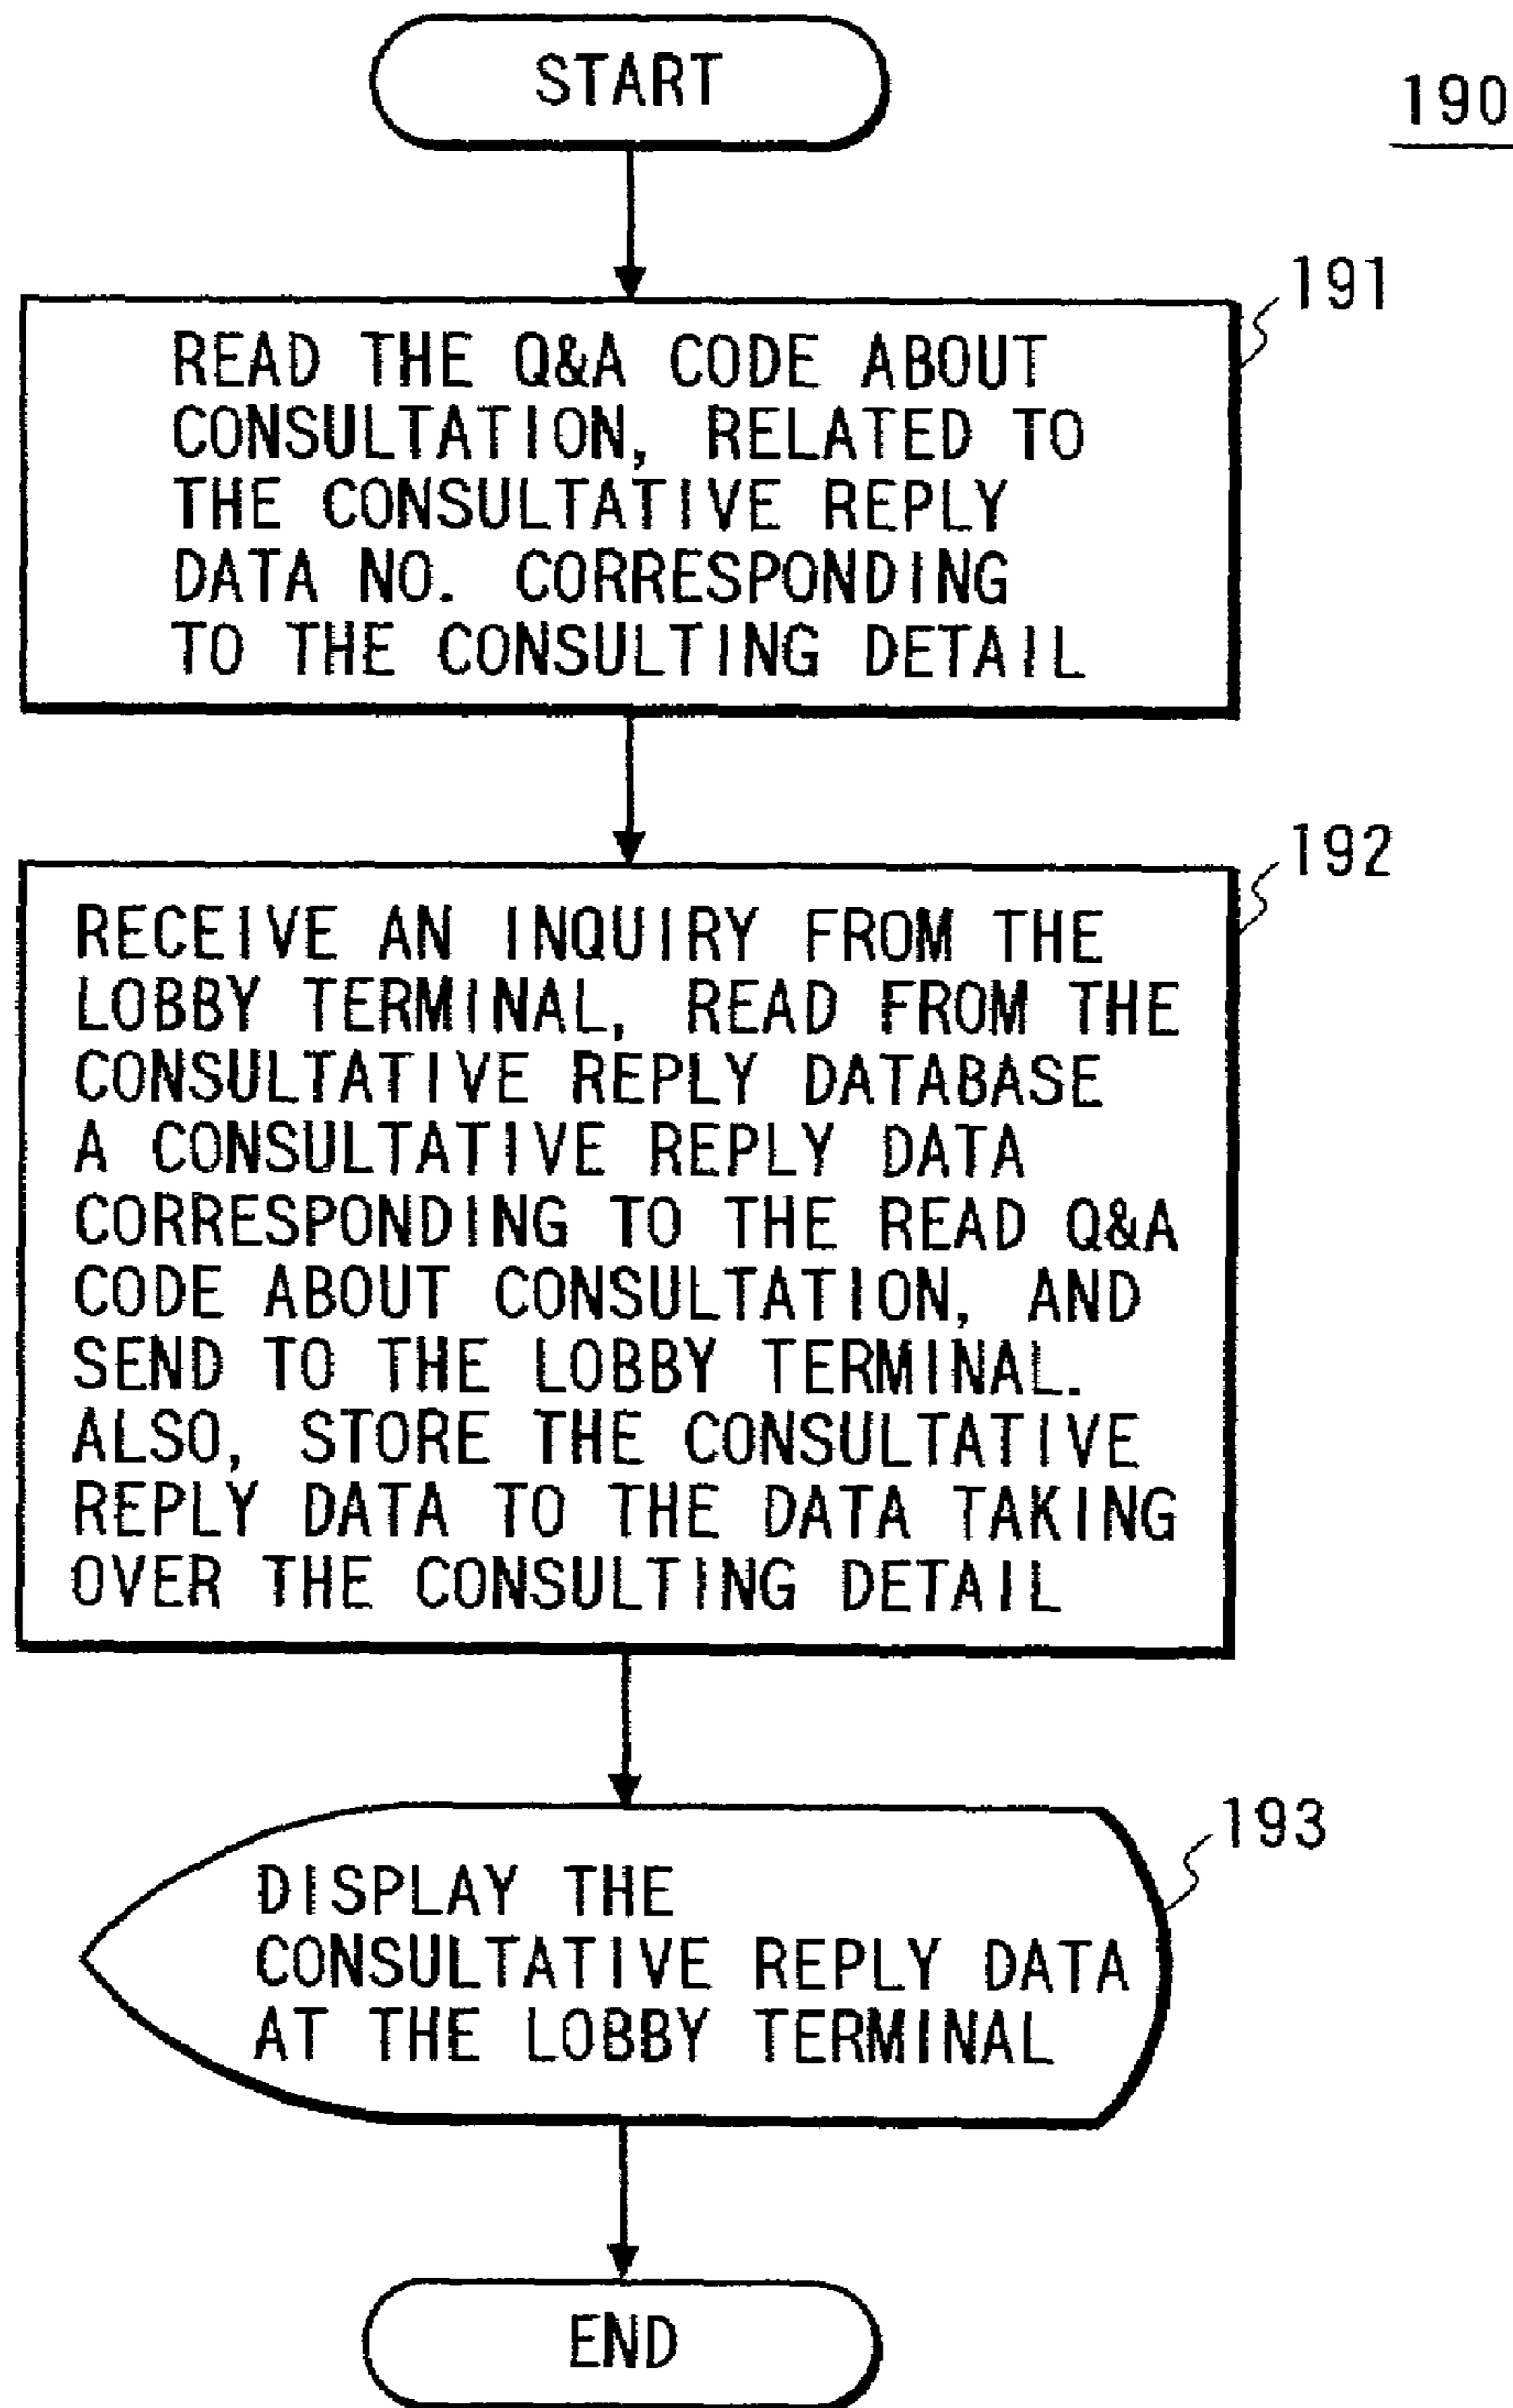 START
190
191
READ THE Q&A CODE ABOUT
CONSULTATION, RELATED TO
THE CONSULTATIVE REPLY
DATA NO. CORRESPONDING
TO THE CONSULTING DETAIL
192
RECEIVE AN INQUIRY FROM THE
LOBBY TERMINAL, READ FROM THE
CONSULTATIVE REPLY DATABASE
A CONSULTATIVE REPLY DATA
CORRESPONDING TO THE READ Q&A
CODE ABOUT CONSULTATION, AND
SEND TO THE LOBBY TERMINAL.
ALSO, STORE THE CONSULTATIVE
REPLY DATA TO THE DATA TAKING
OVER THE CONSULTING DETAIL
193
DISPLAY THE
CONSULTATIVE REPLY DATA
AT THE LOBBY TERMINAL
END